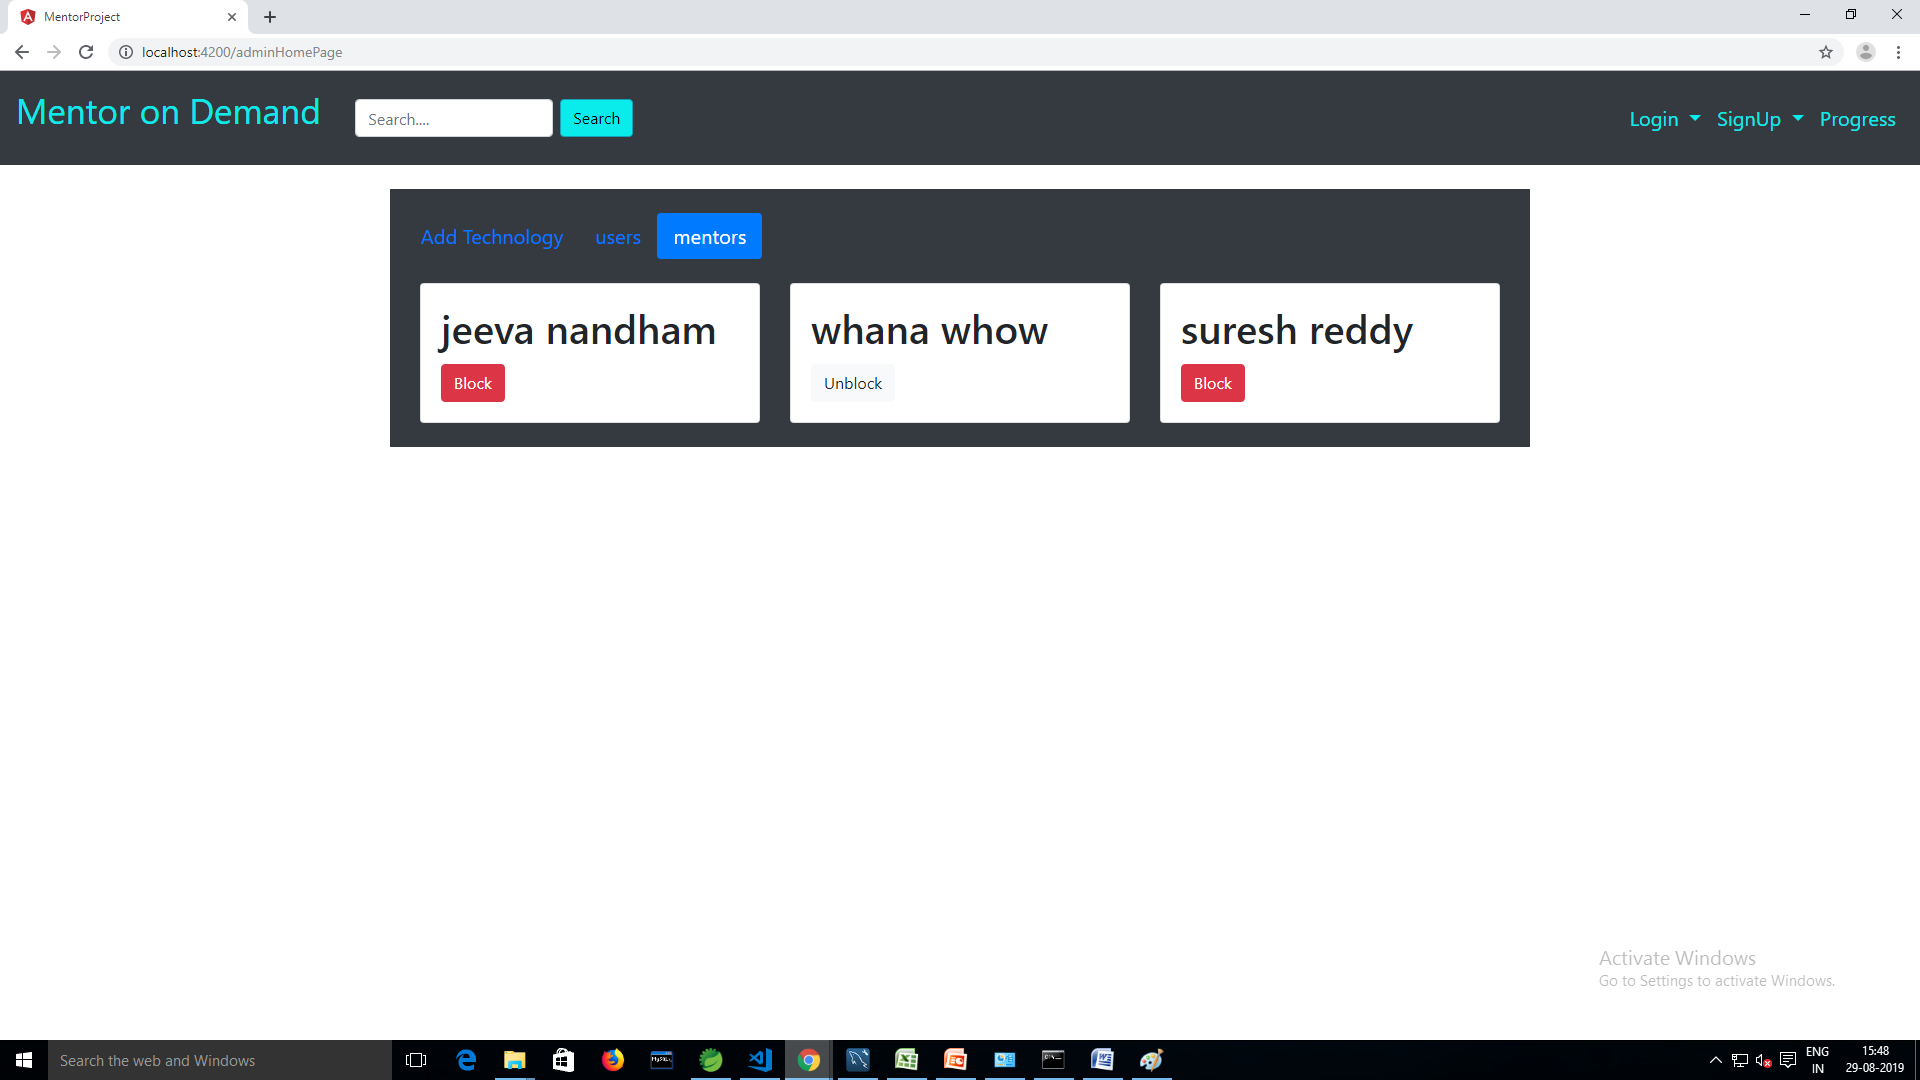 MentorProject
localhost:4200/adminHomePage
Mentor on Demand
Search....
Search
Login
SignUp
Progress
Add Technology
users
mentors
jeeva nandham
Block
whana whow
Unblock
suresh reddy
Block
Activate Windows
Go to Settings to activate Windows.
Search the web and Windows
ENG
IN
15:48
29-08-2019